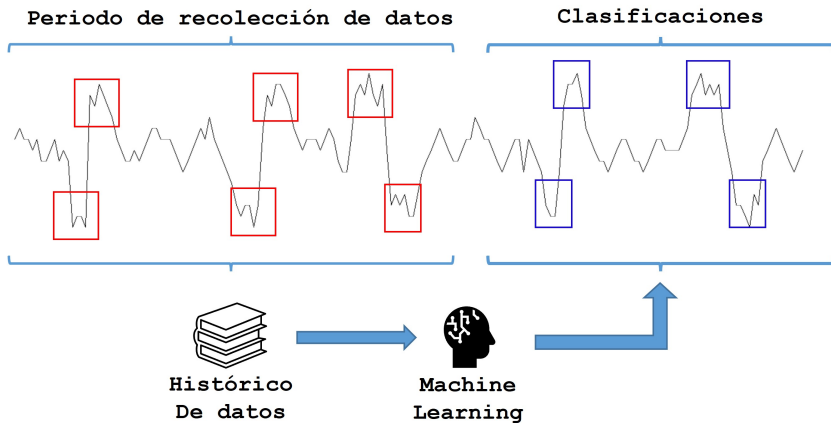 Periodo de recolección de datos
Clasificaciones
Histórico
De datos
Machine
Learning